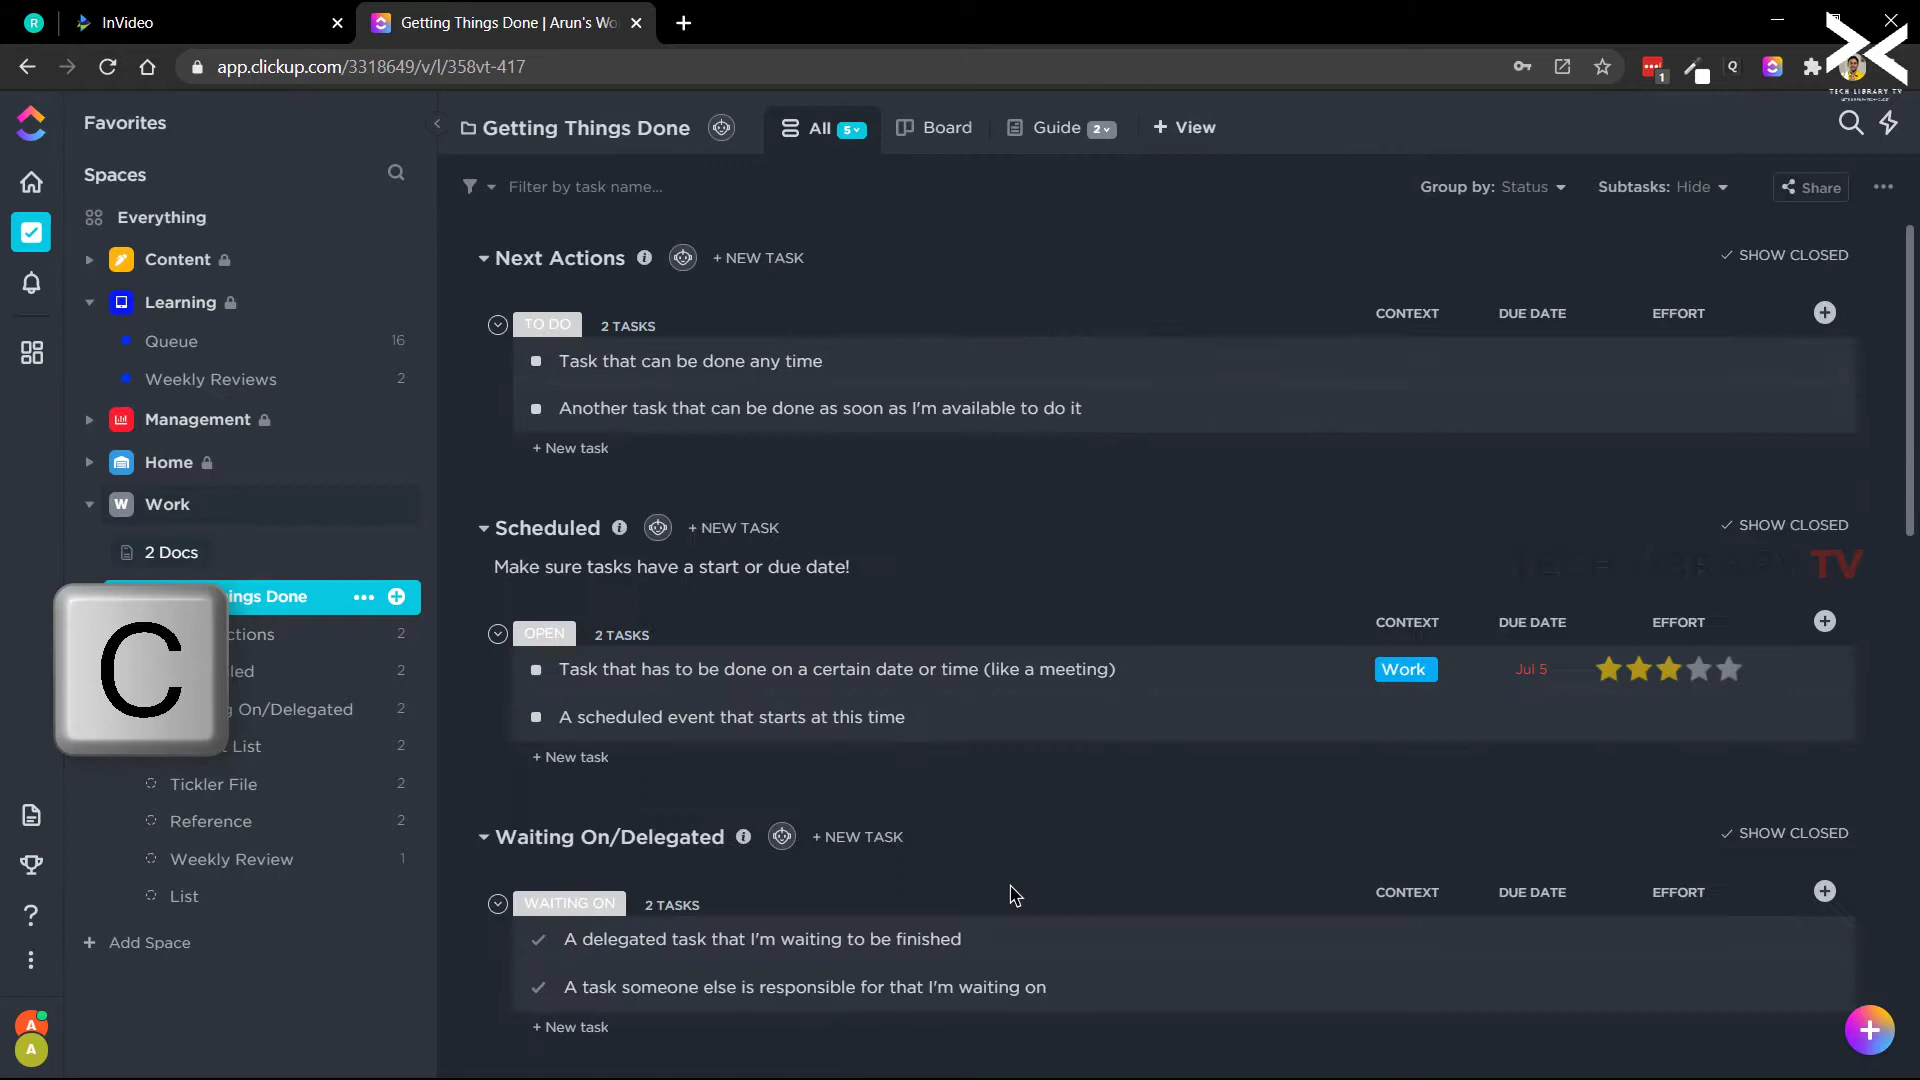 R
InVideo
Getting Things Done | Arun's Wo
app.clickup.com/3318649/v/l/358vt-417
1
Q
TECH LIBRARY TV
Favorites
Getting Things Done
All 5
Board
Guide 2
+ View
Spaces
Filter by task name...
Group by: Status
Subtasks: Hide
Share
Everything
Content
Learning
Queue 16
Weekly Reviews 2
Management
Home
W Work
2 Docs
ings Done
ctions 2
led 2
g On/Delegated 2
t List 2
Tickler File 2
Reference 2
Weekly Review 1
List
+ Add Space
C
?
A
A
Next Actions
+ NEW TASK
SHOW CLOSED
TO DO 2 TASKS
CONTEXT DUE DATE EFFORT
Task that can be done any time
Another task that can be done as soon as I'm available to do it
+ New task
Scheduled
+ NEW TASK
SHOW CLOSED
Make sure tasks have a start or due date!
TECH LIBRARY TV
OPEN 2 TASKS
CONTEXT DUE DATE EFFORT
Task that has to be done on a certain date or time (like a meeting) Work Jul 5
A scheduled event that starts at this time
+ New task
Waiting On/Delegated
+ NEW TASK
SHOW CLOSED
WAITING ON 2 TASKS
CONTEXT DUE DATE EFFORT
A delegated task that I'm waiting to be finished
A task someone else is responsible for that I'm waiting on
+ New task